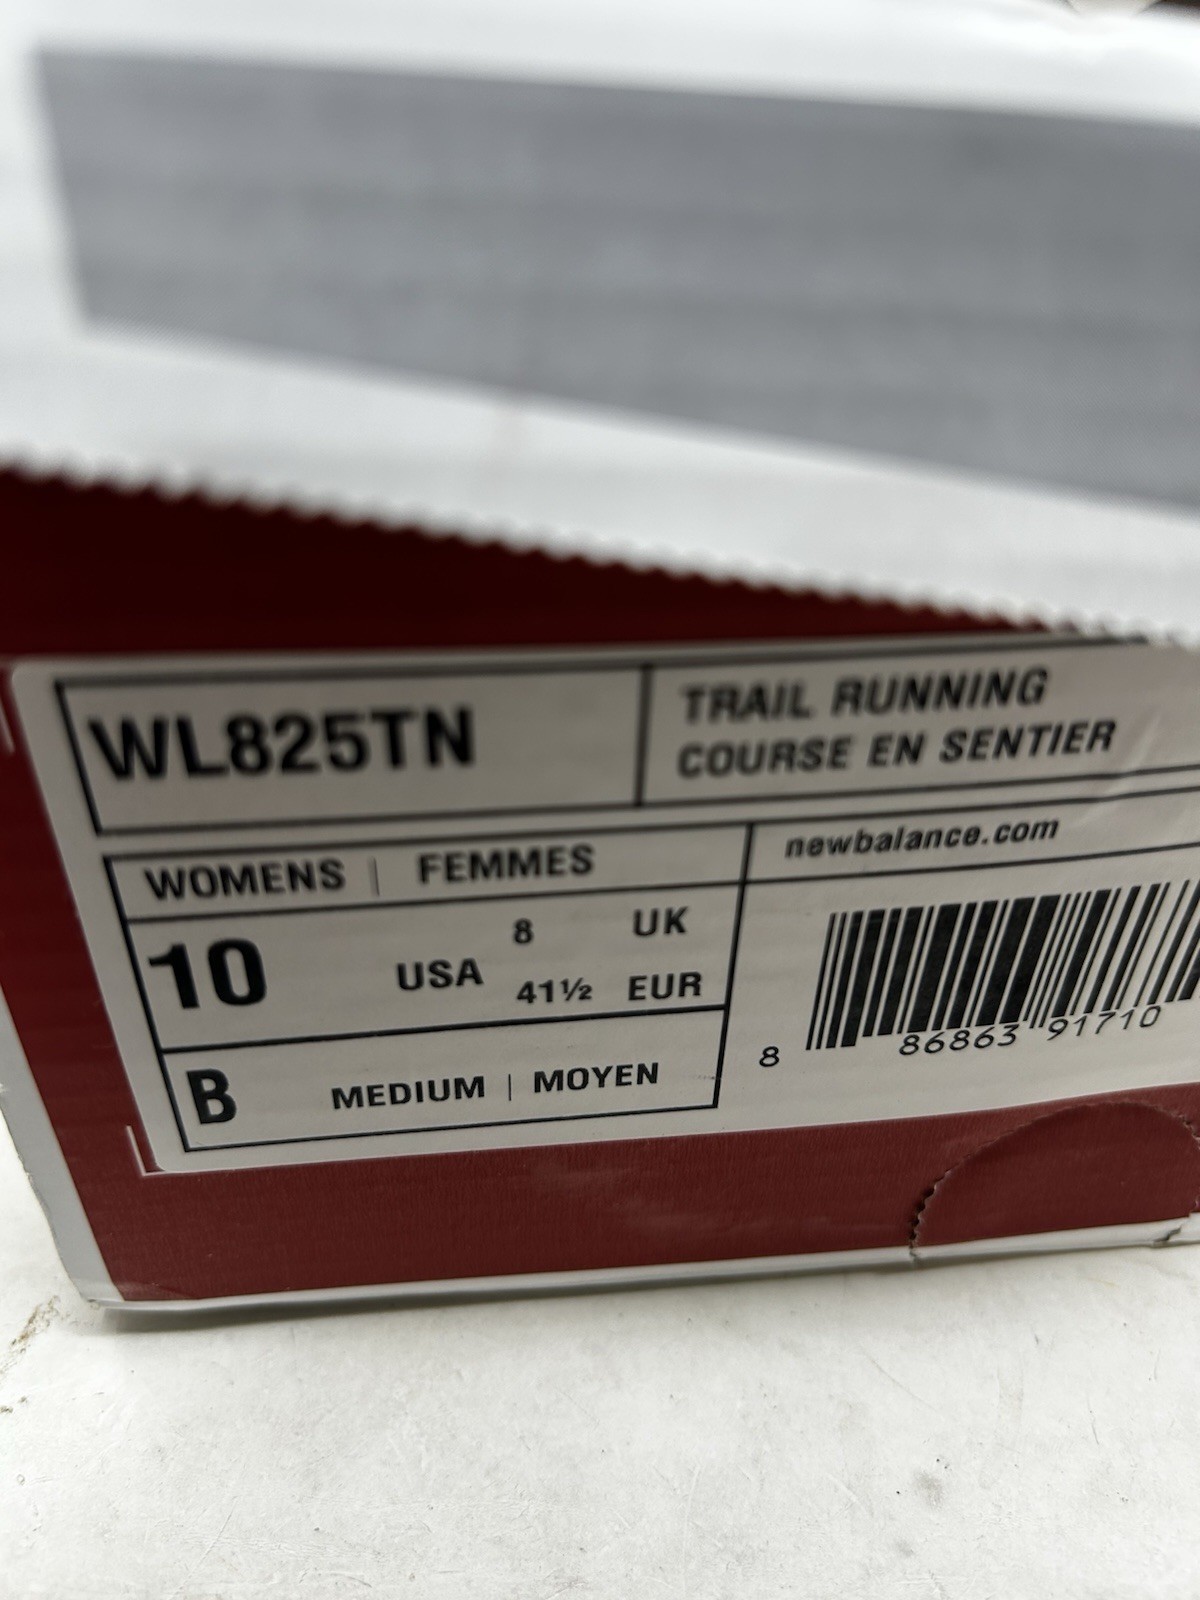 WL825TN
TRAIL RUNNING
COURSE EN SENTIER
WOMENS | FEMMES
newbalance.com
10 USA
8 UK
41½ EUR
B MEDIUM | MOYEN
8 86863 91710